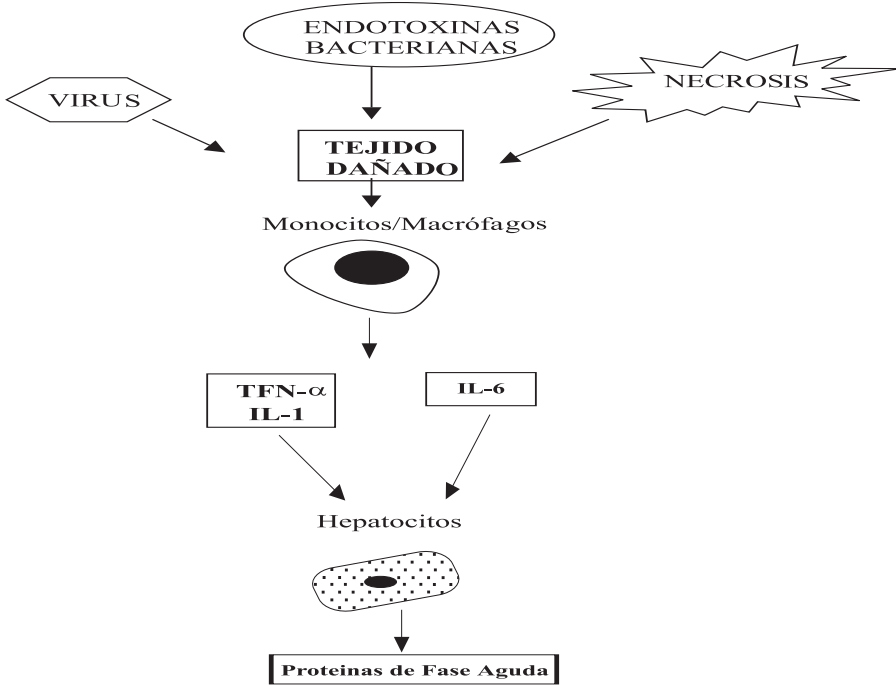 ENDOTOXINAS
BACTERIANAS
VIRUS
NECROSIS
TEJIDO
DAÑADO
Monocitos/Macrófagos
TFN-α
IL-1
IL-6
Hepatocitos
Proteinas de Fase Aguda